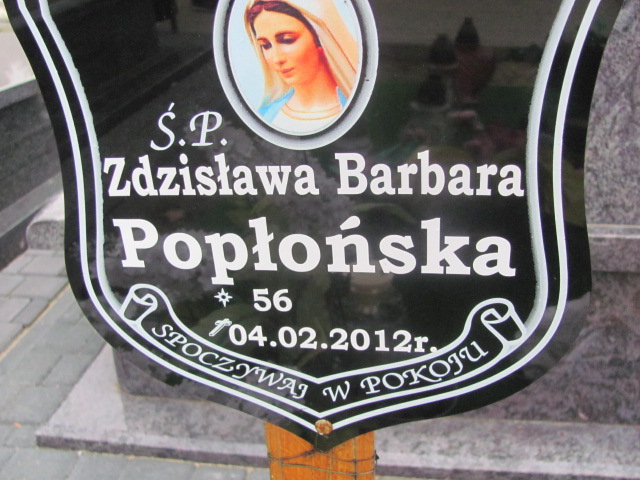 Ś.P.
Zdzisława Barbara
Popłońska
56
04.02.2012r.
SPOCZYWAJ W POKOJU